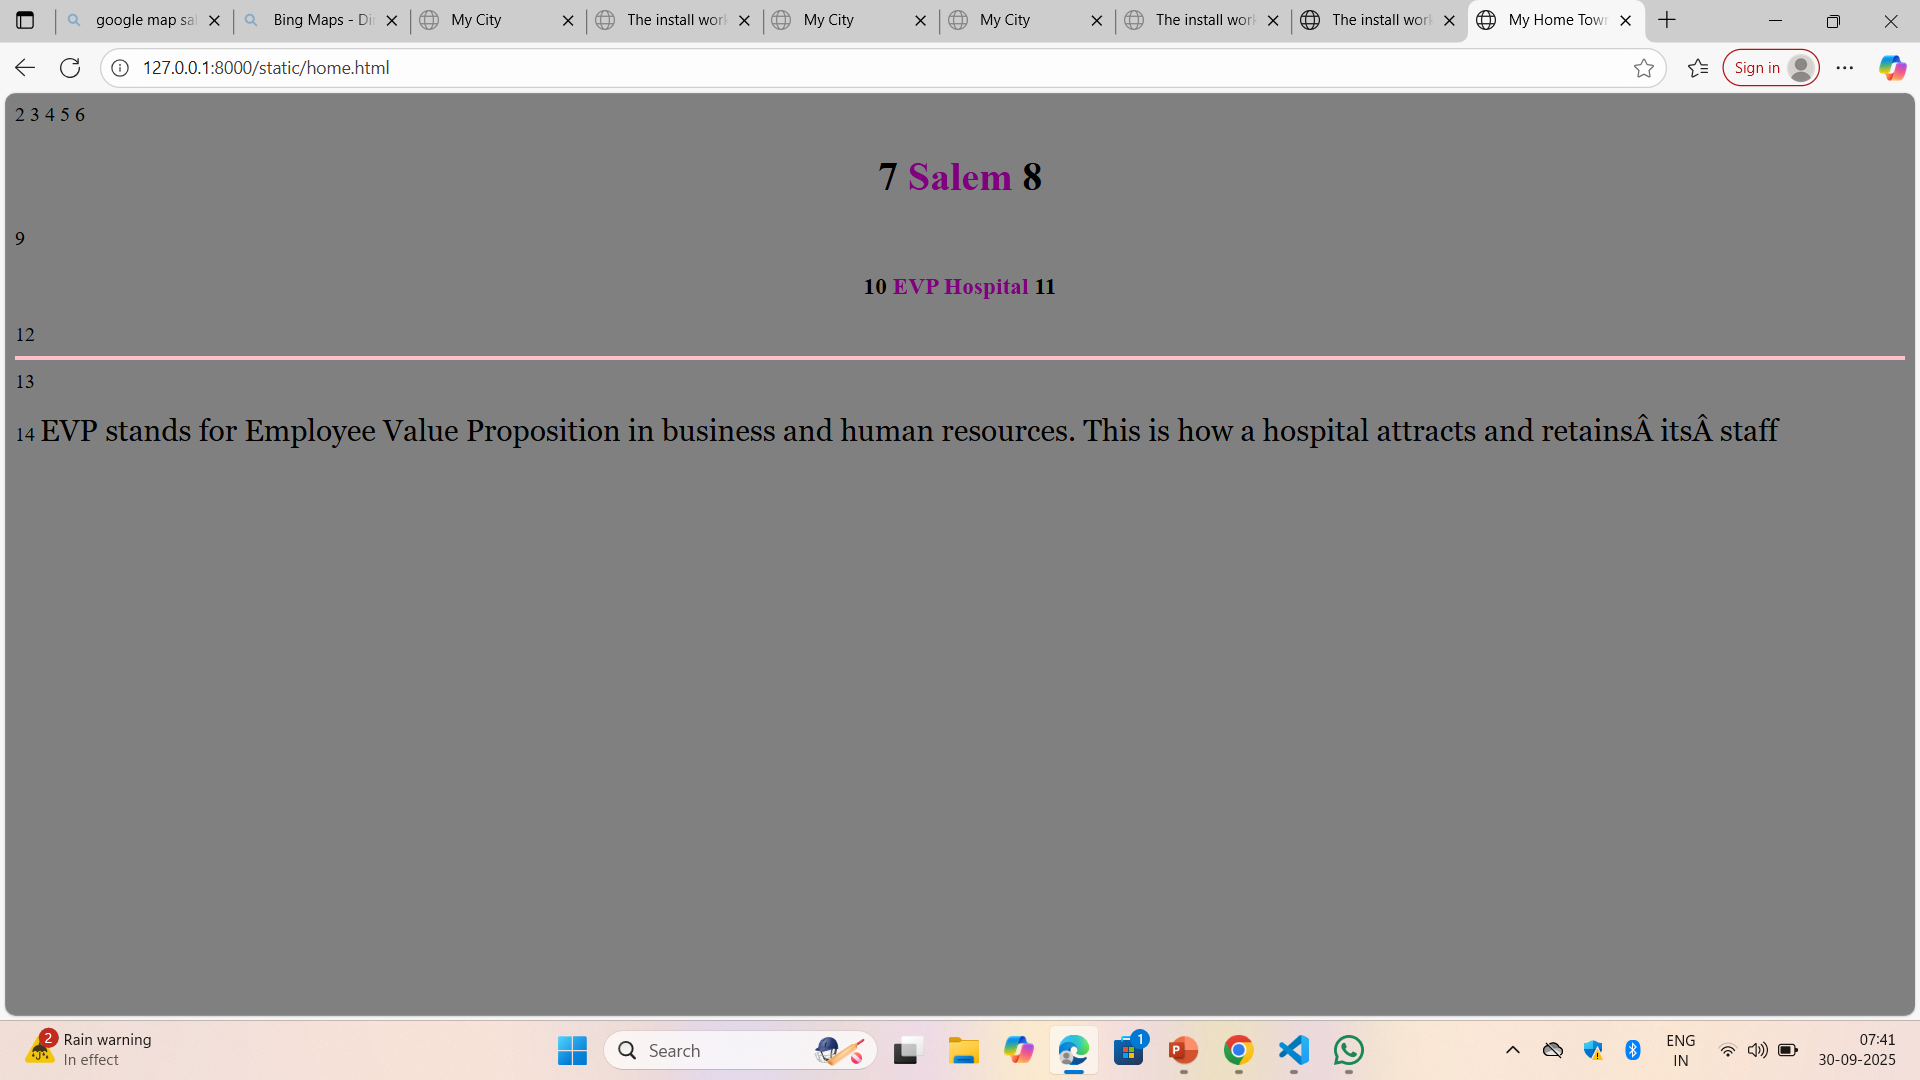 google map sal
Bing Maps - Di
My City
The install work
My City
My City
The install work
The install work
My Home Town
127.0.0.1:8000/static/home.html
Sign in
2 3 4 5 6
7 Salem 8
9
10 EVP Hospital 11
12
13
14 EVP stands for Employee Value Proposition in business and human resources. This is how a hospital attracts and retainsÂ itsÂ staff
2
Rain warning
In effect
Search
1
P
ENG
IN
07:41
30-09-2025